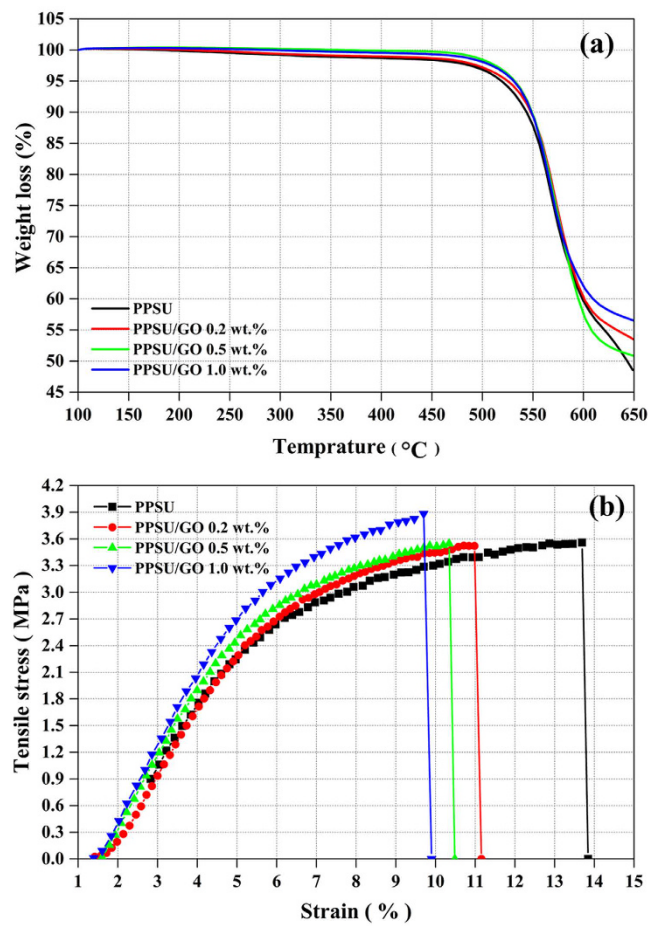 (a)
105
100
95
90
85
80
75
70
65
60
55
50
45
Weight loss (%)
PPSU
PPSU/GO 0.2 wt.%
PPSU/GO 0.5 wt.%
PPSU/GO 1.0 wt.%
100 150 200 250 300 350 400 450 500 550 600 650
Temprature ( °C )
(b)
4.2
3.9
3.6
3.3
3.0
2.7
2.4
2.1
1.8
1.5
1.2
0.9
0.6
0.3
0.0
Tensile stress ( MPa)
PPSU
PPSU/GO 0.2 wt.%
PPSU/GO 0.5 wt.%
PPSU/GO 1.0 wt.%
1 2 3 4 5 6 7 8 9 10 11 12 13 14 15
Strain ( % )